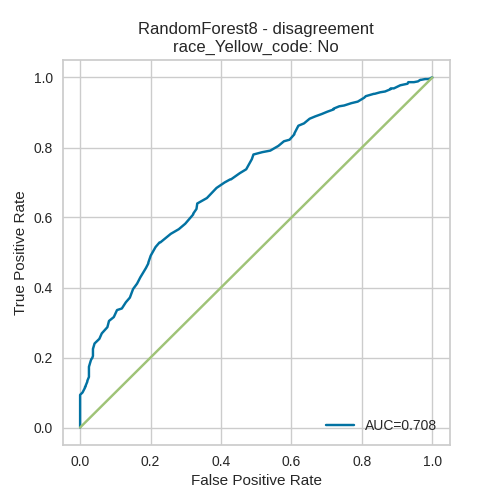 RandomForest8 - disagreement
race_Yellow_code: No
1.0
0.8
0.6
0.4
0.2
0.0
True Positive Rate
AUC=0.708
0.0 0.2 0.4 0.6 0.8 1.0
False Positive Rate